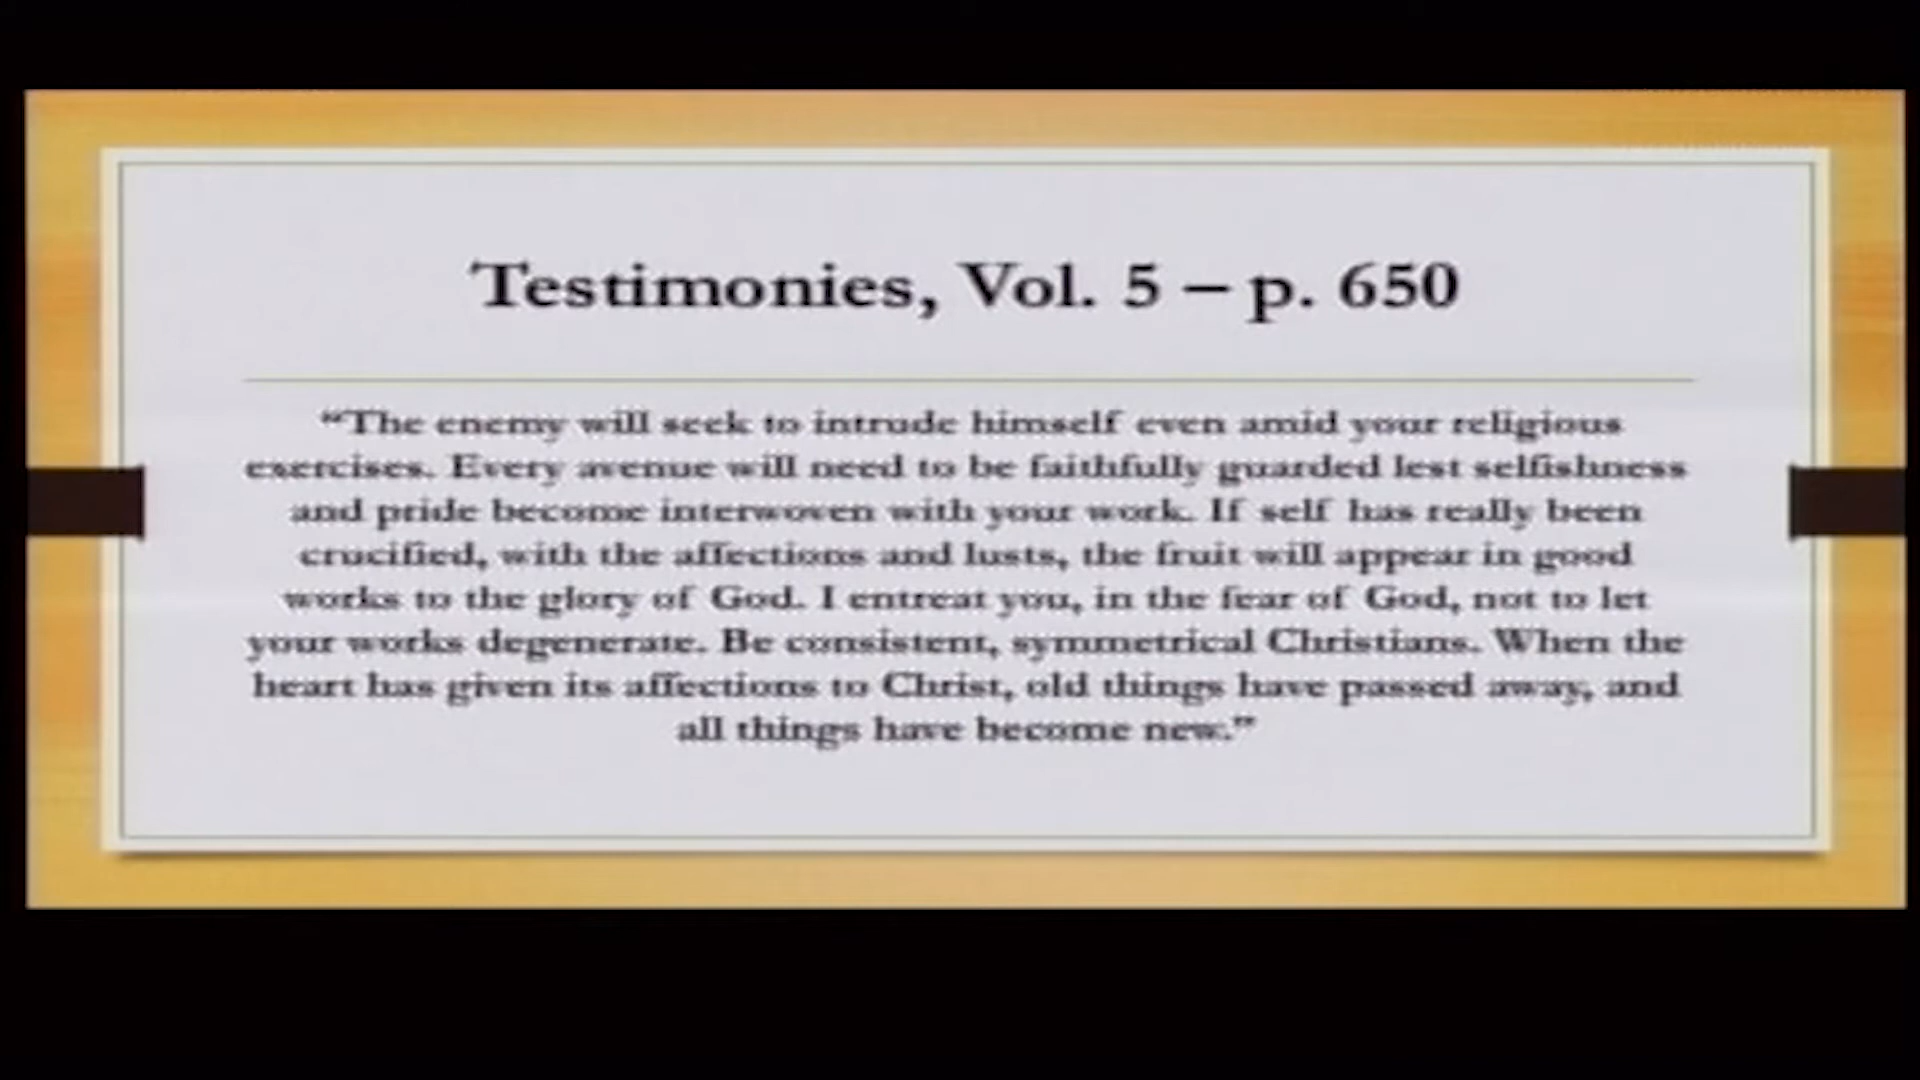 Testimonies, Vol. 5 – p. 650
“The enemy will seek to intrude himself even amid your religious
exercises. Every avenue will need to be faithfully guarded lest selfishness
and pride become interwoven with your work. If self has really been
crucified, with the affections and lusts, the fruit will appear in good
works to the glory of God. I entreat you, in the fear of God, not to let
your works degenerate. Be consistent, symmetrical Christians. When the
heart has given its affections to Christ, old things have passed away, and
all things have become new.”